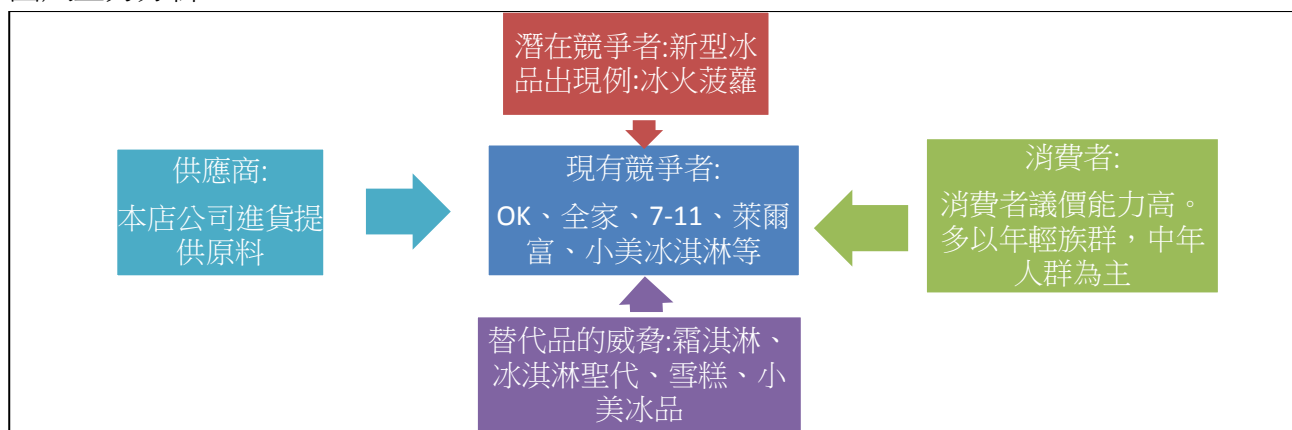 潛在競爭者:新型冰
品出現例:冰火菠蘿
供應商:
本店公司進貨提
供原料
現有競爭者:
OK、全家、7-11、萊爾
富、小美冰淇淋等
消費者:
消費者議價能力高。
多以年輕族群，中年
人群為主
替代品的威脅:霜淇淋、
冰淇淋聖代、雪糕、小
美冰品